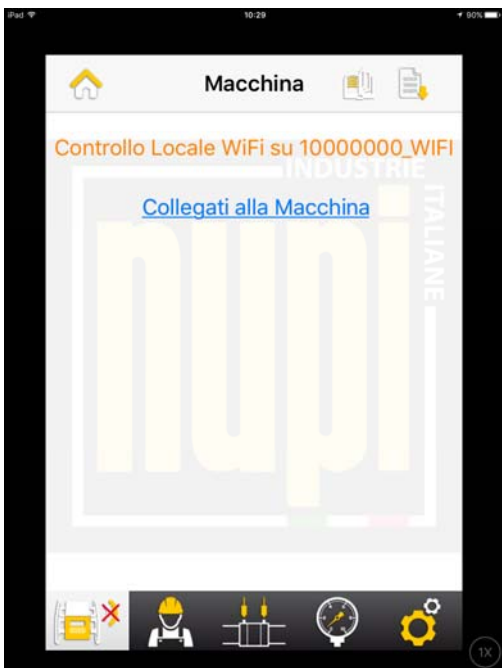 iPad 10:29 90%
Macchina
Controllo Locale WiFi su 10000000_WIFI
INDUSTRIE
ITALIANE
Collegati alla Macchina
nupi
1X